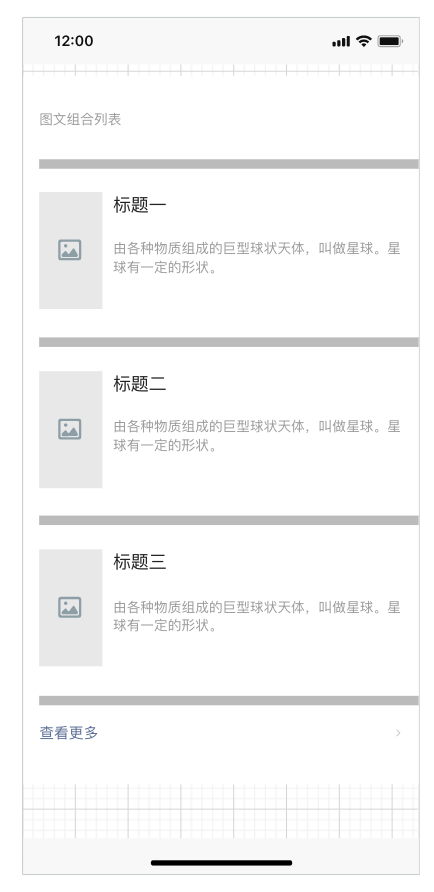 12:00
图文组合列表
标题一
由各种物质组成的巨型球状天体，叫做星球。星
球有一定的形状。
标题二
由各种物质组成的巨型球状天体，叫做星球。星
球有一定的形状。
标题三
由各种物质组成的巨型球状天体，叫做星球。星
球有一定的形状。
查看更多